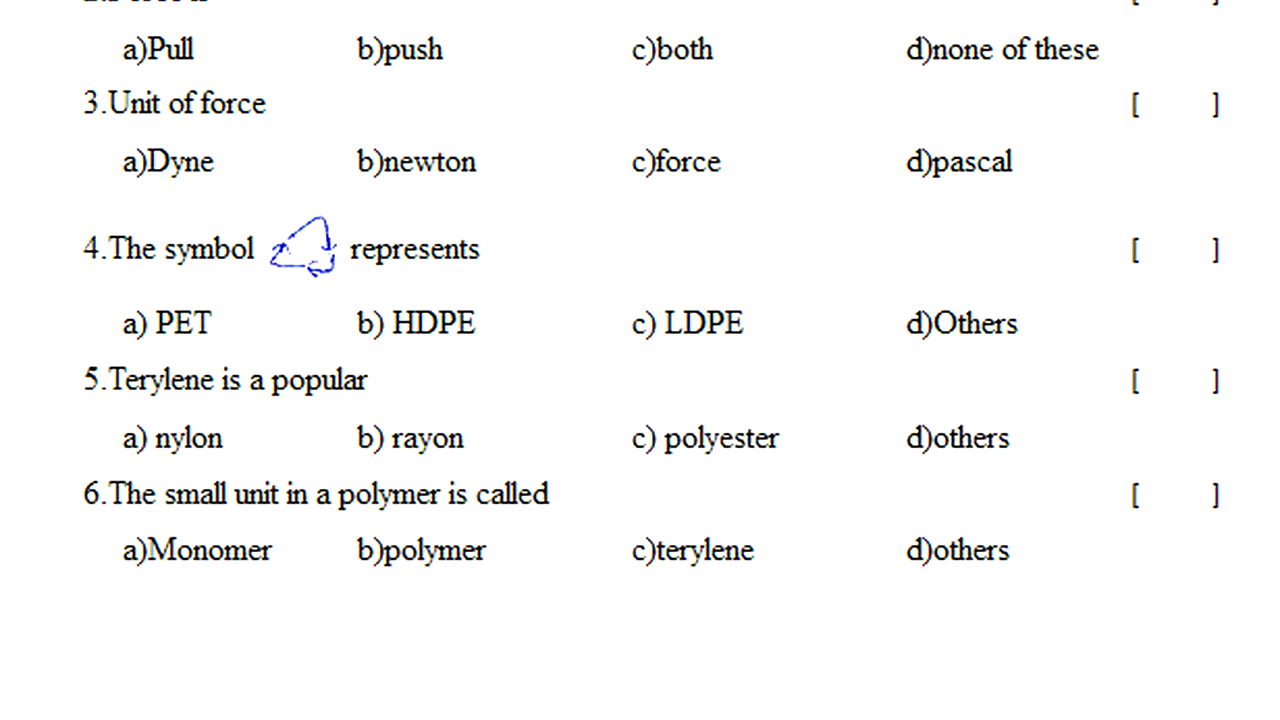 [ ]
a)Pull b)push c)both d)none of these
3.Unit of force [ ]
a)Dyne b)newton c)force d)pascal
4.The symbol represents [ ]
a) PET b) HDPE c) LDPE d)Others
5.Terylene is a popular [ ]
a) nylon b) rayon c) polyester d)others
6.The small unit in a polymer is called [ ]
a)Monomer b)polymer c)terylene d)others